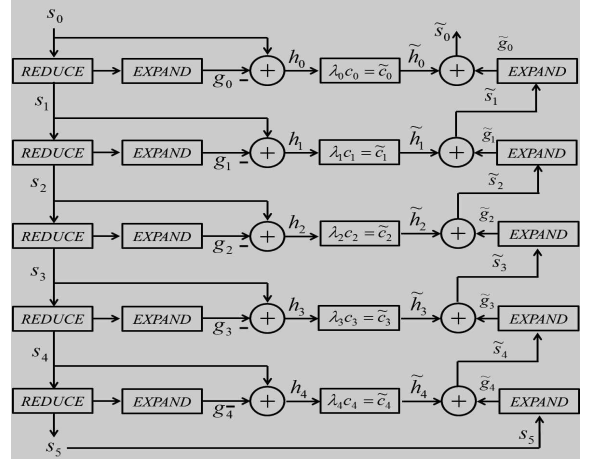 s₀ s̃₀
REDUCE EXPAND g₀ − + h₀ λ₀c₀ = c̃₀ h̃₀ + g̃₀ EXPAND
s₁ s̃₁
REDUCE EXPAND g₁ − + h₁ λ₁c₁ = c̃₁ h̃₁ + g̃₁ EXPAND
s₂ s̃₂
REDUCE EXPAND g₂ − + h₂ λ₂c₂ = c̃₂ h̃₂ + g̃₂ EXPAND
s₃ s̃₃
REDUCE EXPAND g₃ − + h₃ λ₃c₃ = c̃₃ h̃₃ + g̃₃ EXPAND
s₄ s̃₄
REDUCE EXPAND g₄ − + h₄ λ₄c₄ = c̃₄ h̃₄ + g̃₄ EXPAND
s₅ s₅